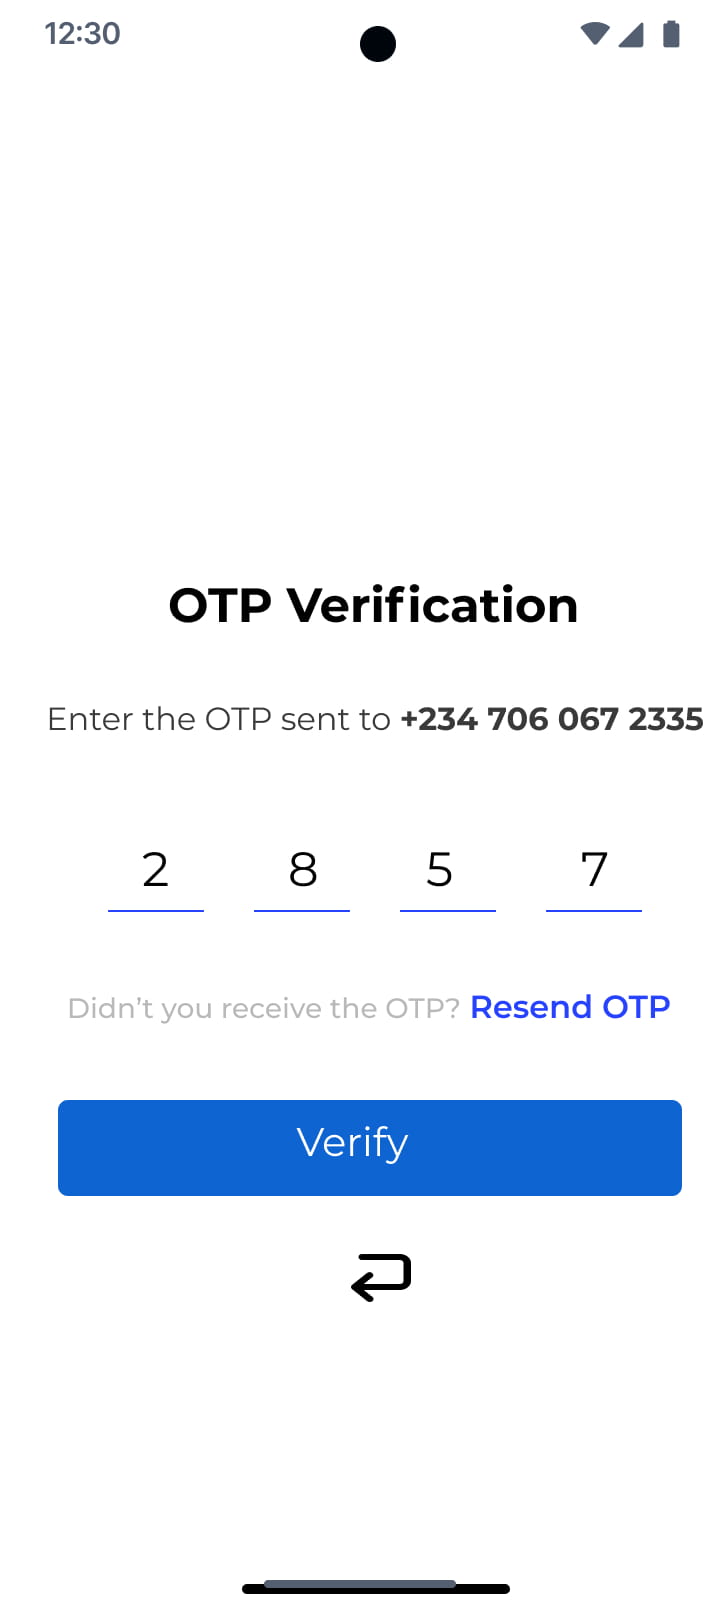 12:30
OTP Verification
Enter the OTP sent to +234 706 067 2335
2 8 5 7
Didn’t you receive the OTP? Resend OTP
Verify